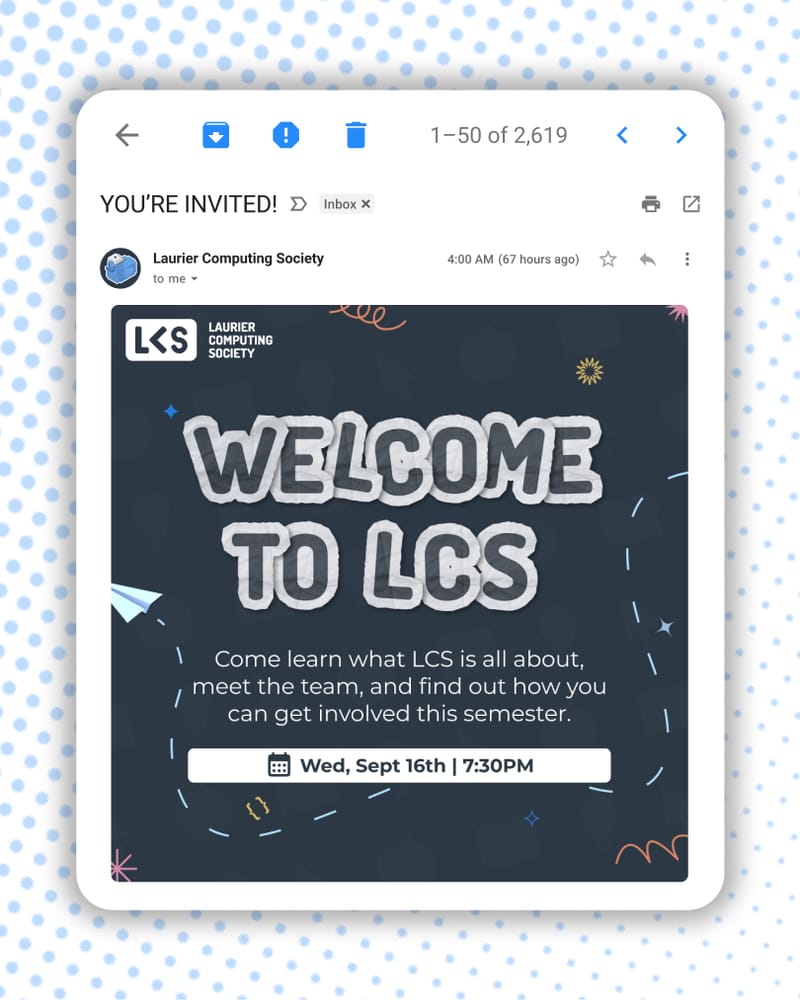 1–50 of 2,619
YOU’RE INVITED!
Inbox ×
Laurier Computing Society
4:00 AM (67 hours ago)
to me
LCS
LAURIER
COMPUTING
SOCIETY
WELCOME
TO LCS
Come learn what LCS is all about,
meet the team, and find out how you
can get involved this semester.
Wed, Sept 16th | 7:30PM
{}